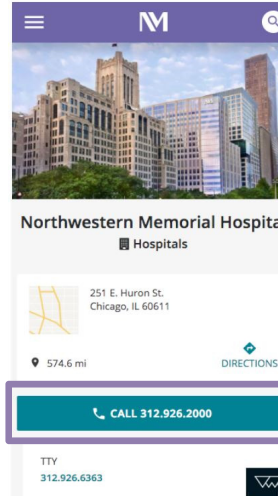 NM
Northwestern Memorial Hospita
Hospitals
251 E. Huron St.
Chicago, IL 60611
574.6 mi
DIRECTIONS
CALL 312.926.2000
TTY
312.926.6363